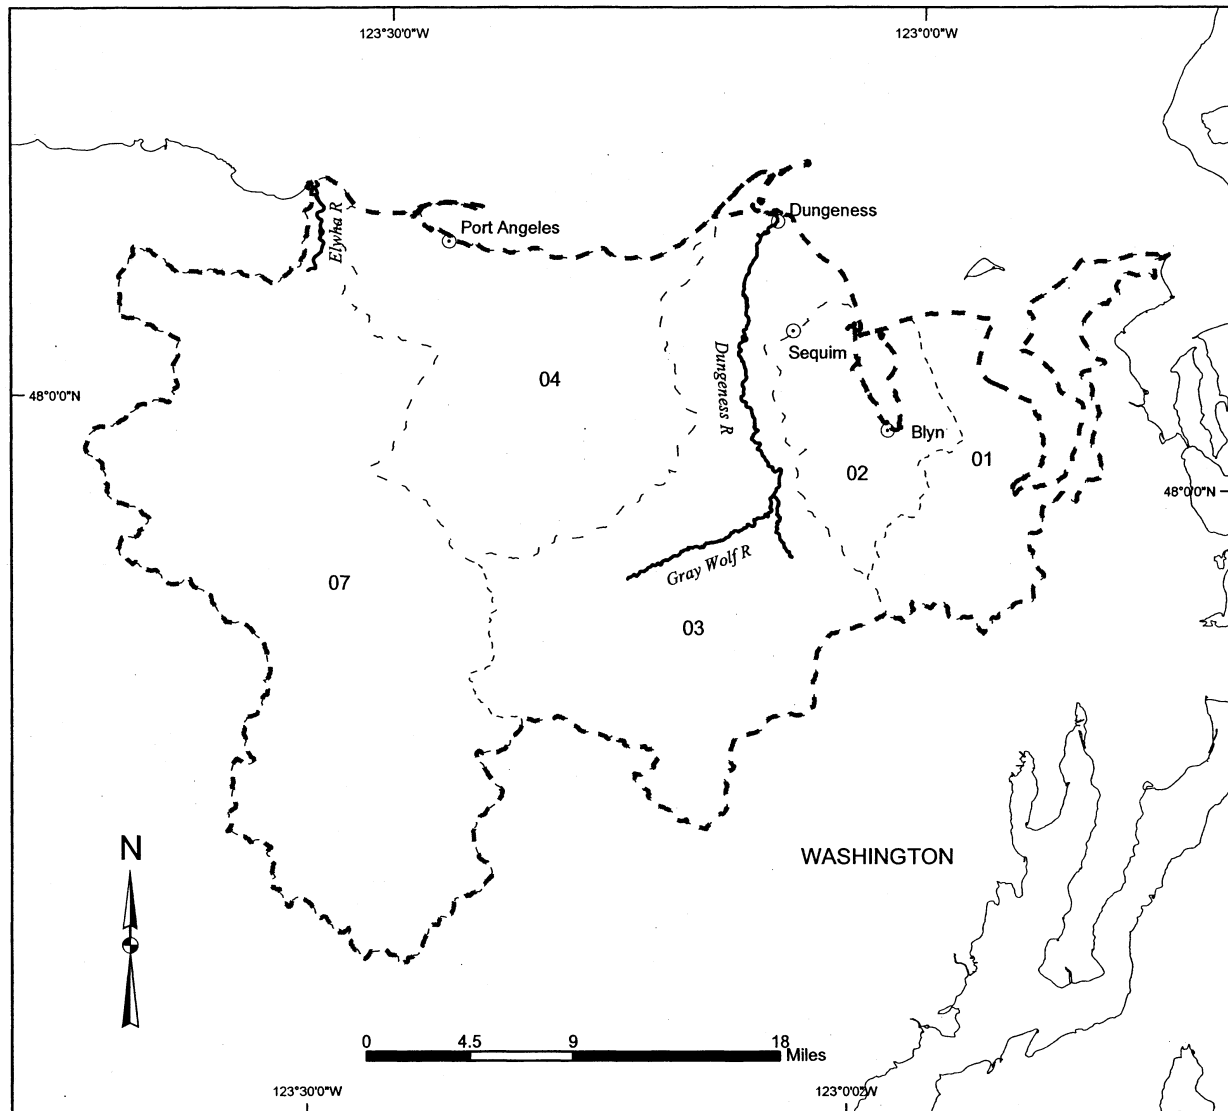 123°30'0"W
123°0'0"W
Elwha R
Port Angeles
Dungeness
Sequim
Dungeness R
04
48°0'0"N
Blyn
02
01
48°0'0"N
Gray Wolf R
07
03
N
WASHINGTON
0 4.5 9 18
Miles
123°30'0"W
123°0'02"W